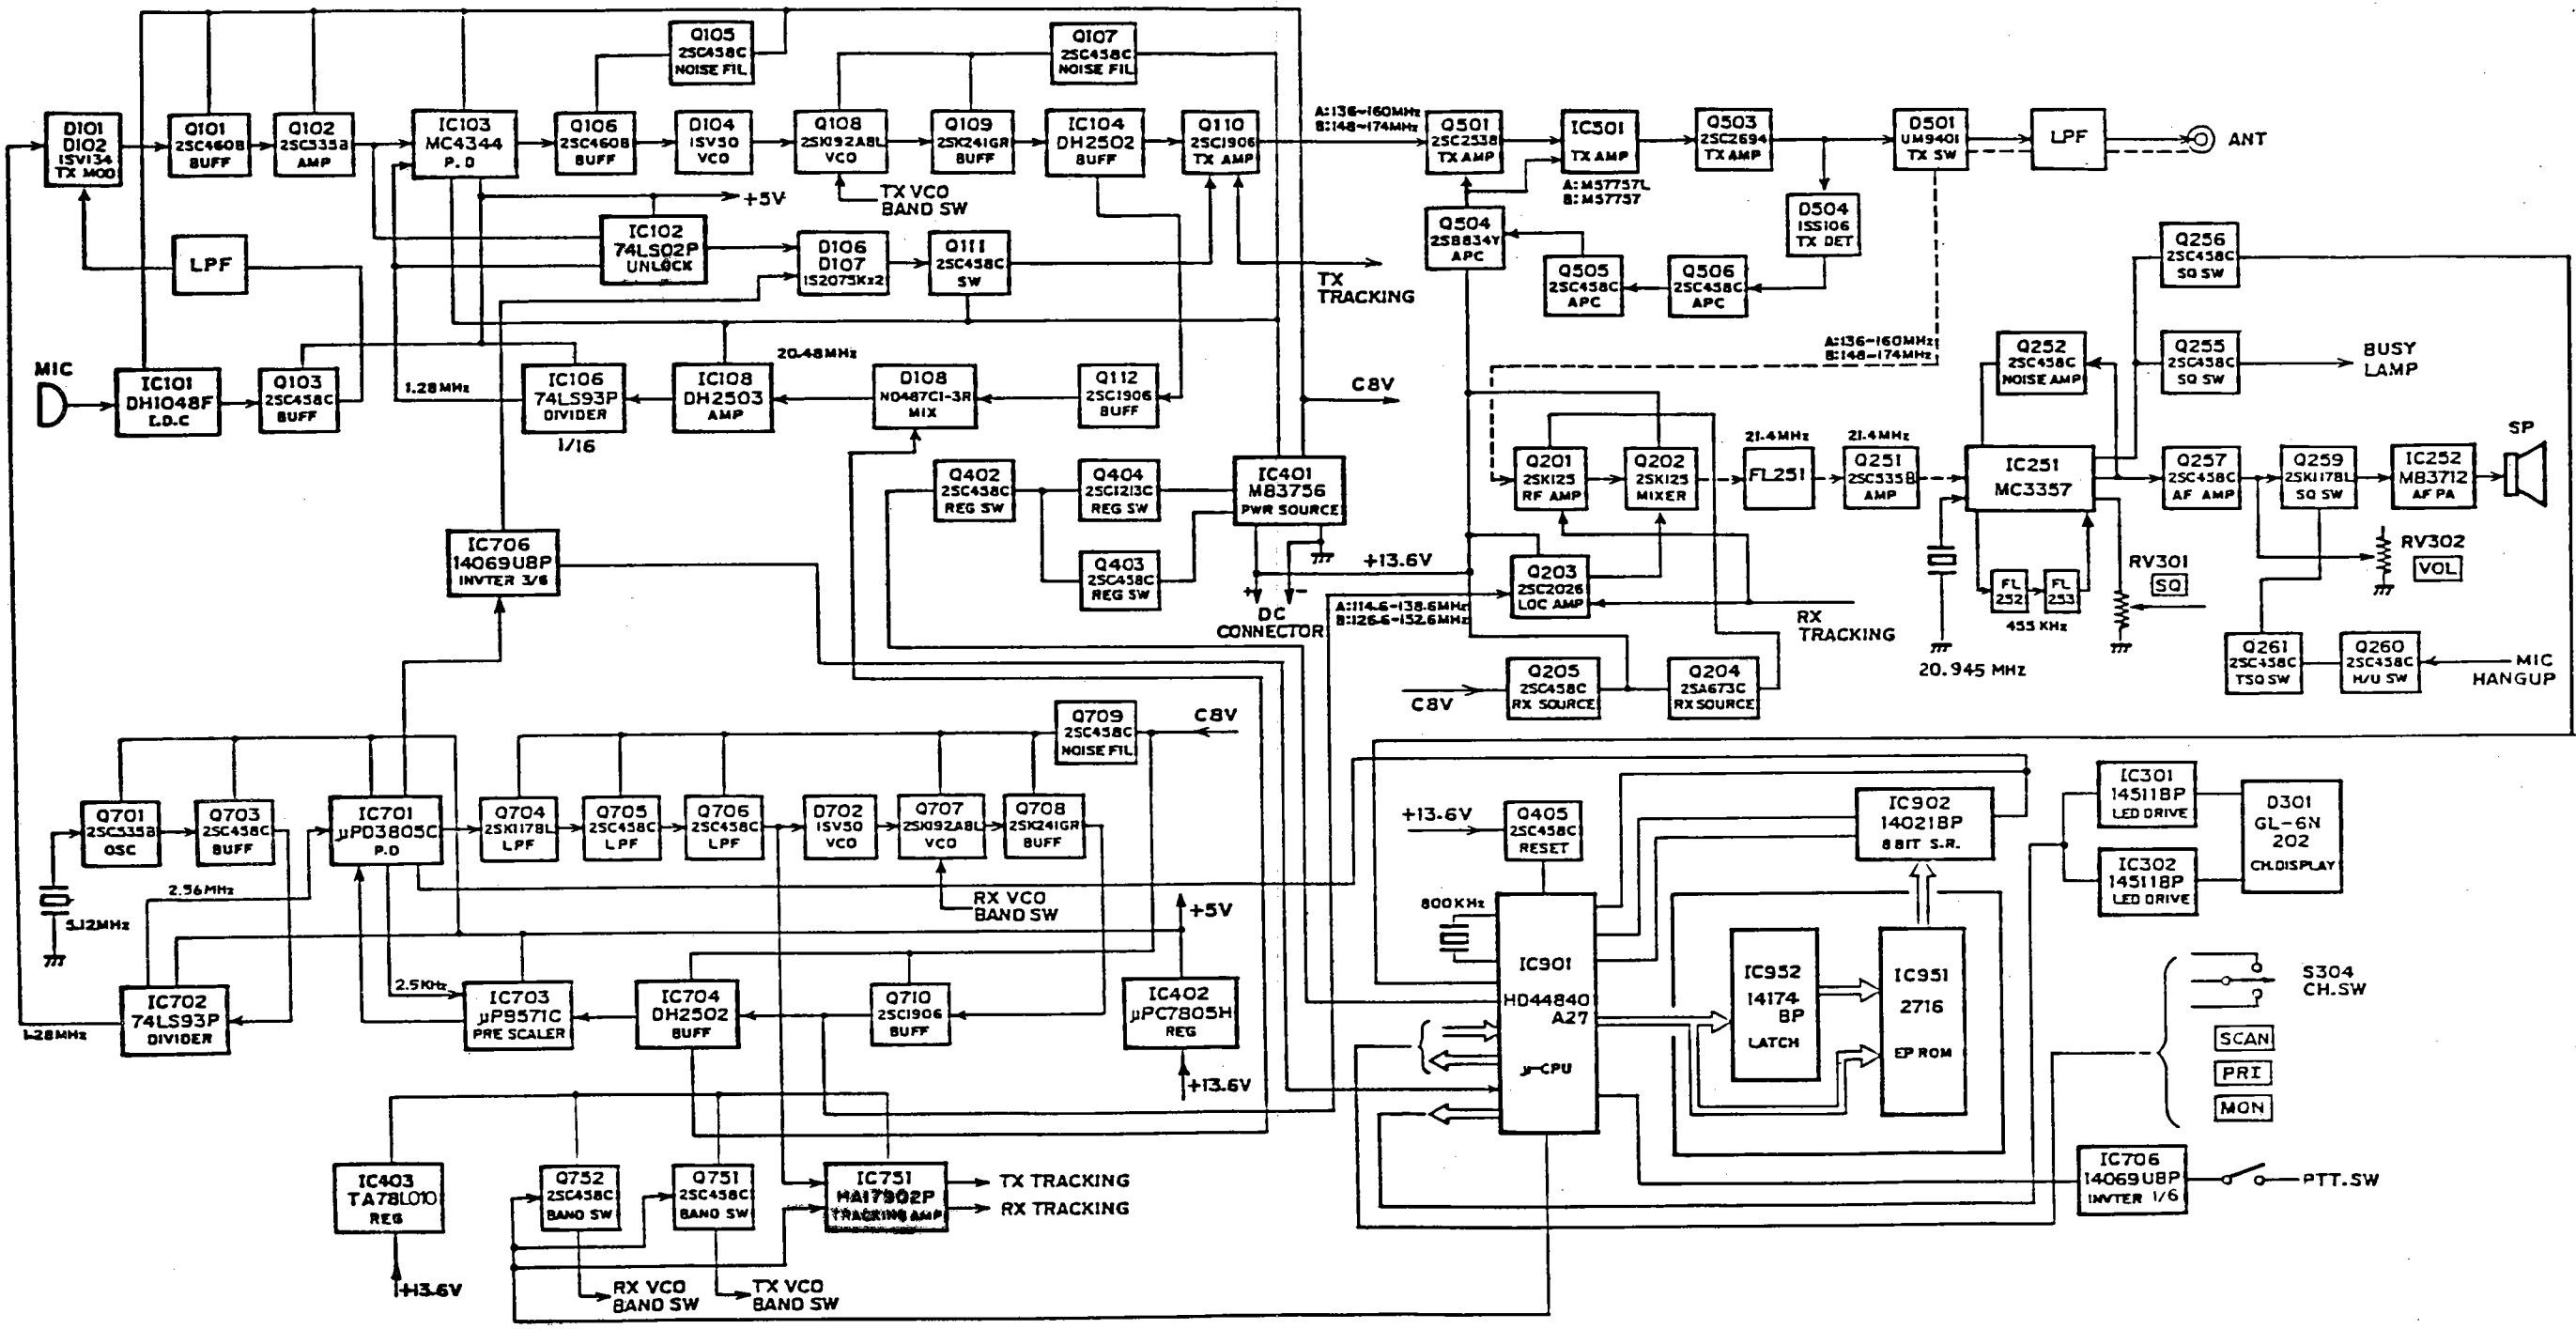 Q105
2SC458C
NOISE FIL
Q107
2SC458C
NOISE FIL
D101
D102
1SV134
TX MOD
Q101
2SC460B
BUFF
Q102
2SC535B
AMP
IC103
MC4344
P.D
Q106
2SC460B
BUFF
D104
1SV50
VCO
Q108
2SK192ABL
VCO
Q109
2SK241GR
BUFF
IC104
DH2502
BUFF
Q110
2SC1906
TX AMP
A:136~160MHz
B:148~174MHz
Q501
2SC2538
TX AMP
IC501
TX AMP
A:M57757L
B:M57757
Q503
2SC2694
TX AMP
D501
UM9401
TX SW
LPF
ANT
+5V
TX VCO
BAND SW
IC102
74LS02P
UNLOCK
D106
D107
1S2075K×2
Q111
2SC458C
SW
TX
TRACKING
Q504
2SB834Y
APC
Q505
2SC458C
APC
Q506
2SC458C
APC
D504
1SS106
TX DET
Q256
2SC458C
SQ SW
LPF
MIC
IC101
DH1048F
I.D.C
Q103
2SC458C
BUFF
1.28MHz
IC106
74LS93P
DIVIDER
1/16
20.48MHz
IC108
DH2503
AMP
D108
ND487C1-3R
MIX
Q112
2SC1906
BUFF
C8V
A:136~160MHz
B:148~174MHz
Q252
2SC458C
NOISE AMP
Q255
2SC458C
SQ SW
BUSY
LAMP
Q402
2SC458C
REG SW
Q404
2SC1213C
REG SW
IC401
MB3756
PWR SOURCE
Q403
2SC458C
REG SW
+13.6V
+
-
DC
CONNECTOR
Q201
2SK125
RF AMP
Q202
2SK125
MIXER
21.4MHz
FL251
21.4MHz
Q251
2SC535B
AMP
IC251
MC3357
Q257
2SC458C
AF AMP
Q259
2SK117BL
SQ SW
IC252
MB3712
AF PA
SP
IC706
14069UBP
INVTER 3/6
A:114.6-138.6MHz
B:126.6-152.6MHz
Q203
2SC2026
LOC AMP
RX
TRACKING
FL
252
FL
253
455 KHz
20.945 MHz
RV301
SQ
RV302
VOL
C8V
Q205
2SC458C
RX SOURCE
Q204
2SA673C
RX SOURCE
Q261
2SC458C
TSQ SW
Q260
2SC458C
H/U SW
MIC
HANGUP
Q709
2SC458C
NOISE FIL
C8V
Q701
2SC535B
OSC
Q703
2SC458C
BUFF
IC701
μPD3805C
P.D
Q704
2SK117BL
LPF
Q705
2SC458C
LPF
Q706
2SC458C
LPF
D702
1SV50
VCO
Q707
2SK192ABL
VCO
Q708
2SK241GR
BUFF
5.12MHz
2.56MHz
RX VCO
BAND SW
+5V
+13.6V
Q405
2SC458C
RESET
IC902
14021BP
8 BIT S.R.
IC301
14511BP
LED DRIVE
D301
GL-6N
202
CH.DISPLAY
IC302
14511BP
LED DRIVE
800KHz
IC901
HD44840
A27
μ-CPU
IC952
14174
BP
LATCH
IC951
2716
EP ROM
S304
CH.SW
SCAN
PRI
MON
1.28MHz
IC702
74LS93P
DIVIDER
2.5KHz
IC703
μPB571C
PRE SCALER
IC704
DH2502
BUFF
Q710
2SC1906
BUFF
IC402
μPC7805H
REG
+13.6V
IC403
TA78L010
REG
+13.6V
Q752
2SC458C
BAND SW
Q751
2SC458C
BAND SW
IC751
HA17902P
TRACKING AMP
TX TRACKING
RX TRACKING
RX VCO
BAND SW
TX VCO
BAND SW
IC706
14069UBP
INVTER 1/6
PTT.SW